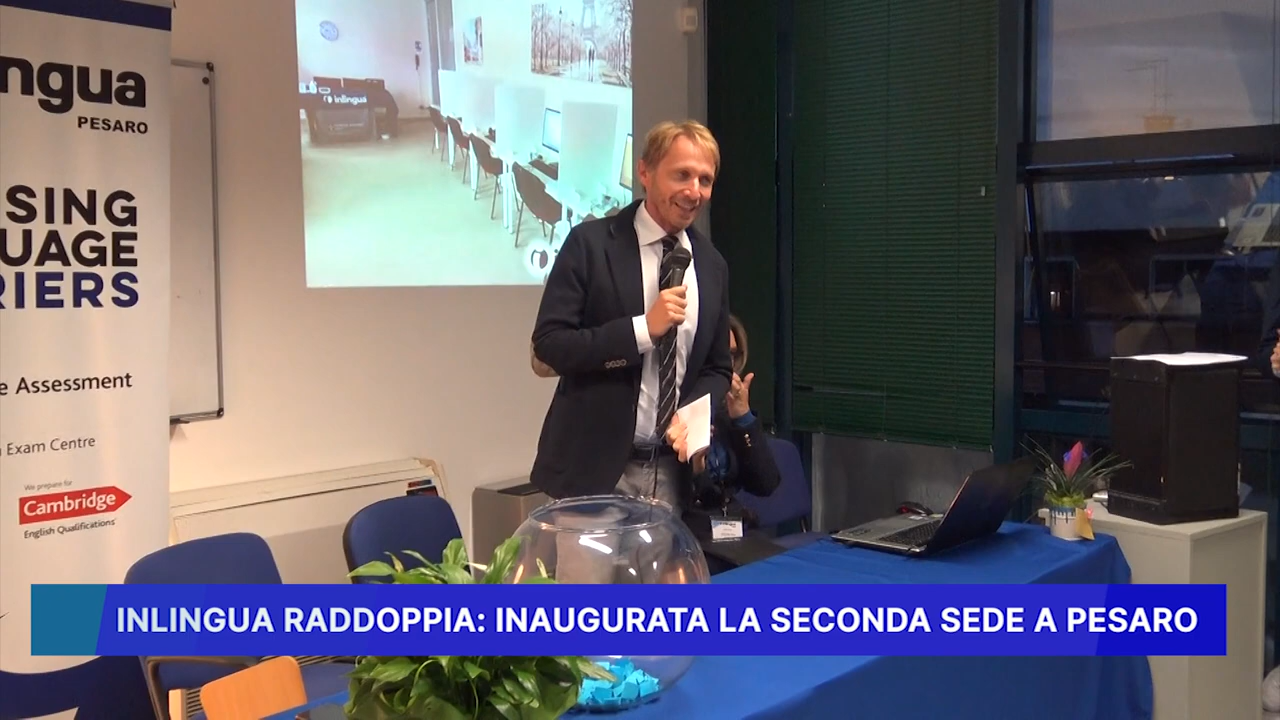 ngua
PESARO
SING
UAGE
RIERS
e Assessment
Exam Centre
We prepare for
Cambridge
English Qualifications
inlingua
INLINGUA RADDOPPIA: INAUGURATA LA SECONDA SEDE A PESARO